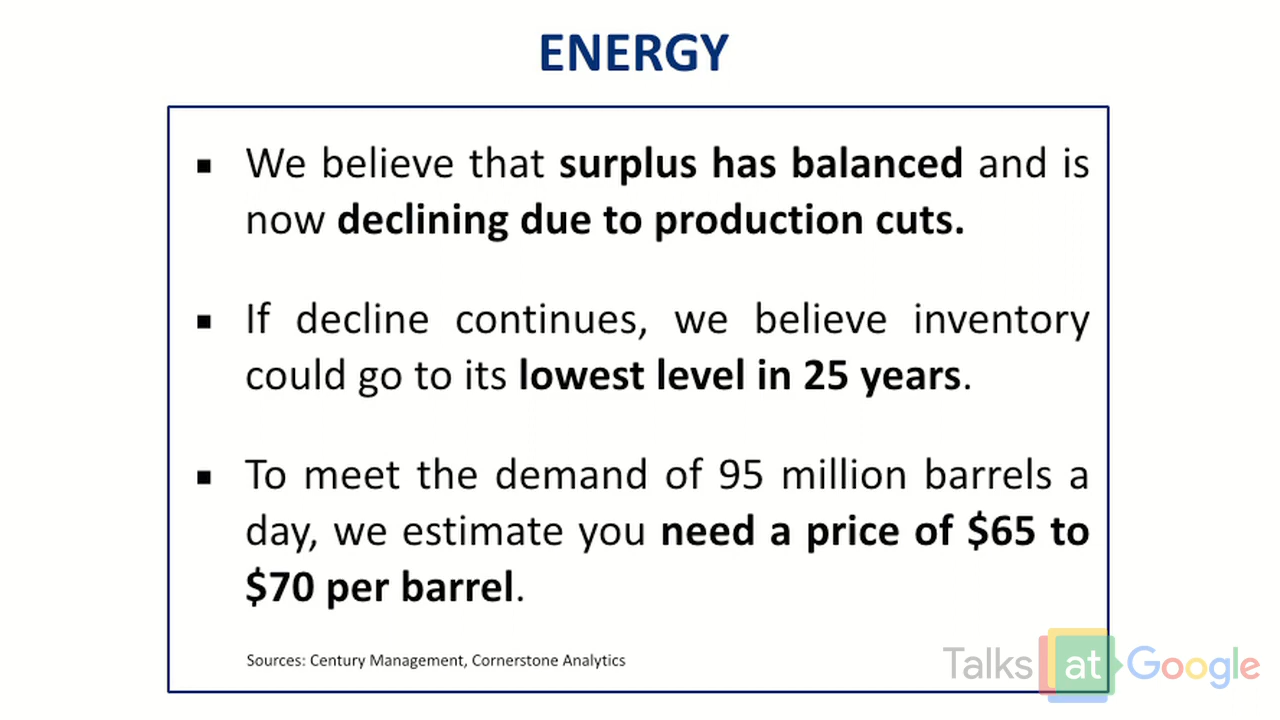 ENERGY
▪ We believe that surplus has balanced and is
now declining due to production cuts.
▪ If decline continues, we believe inventory
could go to its lowest level in 25 years.
▪ To meet the demand of 95 million barrels a
day, we estimate you need a price of $65 to
$70 per barrel.
Sources: Century Management, Cornerstone Analytics
Talks at Google